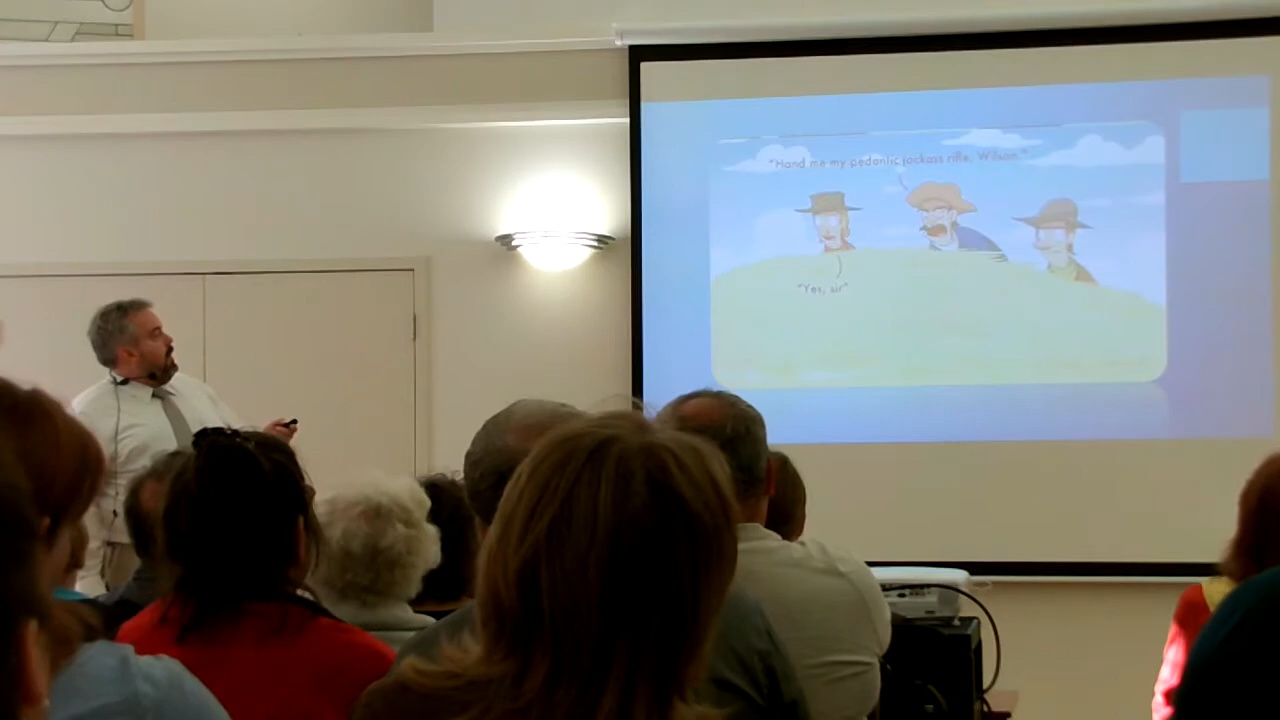 "Hand me my pedantic jackass rifle, Wilson."
"Yes, sir"